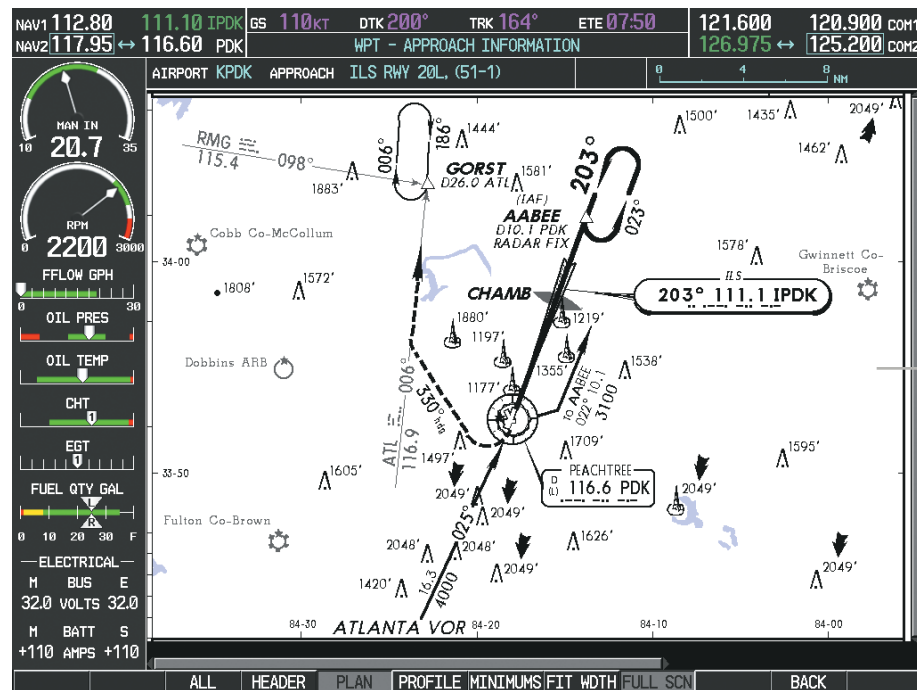 NAV1 112.80 111.10 IPDK
NAV2 117.95 ↔ 116.60 PDK
GS 110KT DTK 200° TRK 164° ETE 07:50
WPT - APPROACH INFORMATION
121.600 120.900 COM1
126.975 ↔ 125.200 COM2
AIRPORT KPDK APPROACH ILS RWY 20L, (51-1)
0 4 8 NM
MAN IN
10 35
20.7
RPM
0 3000
2200
FFLOW GPH
0 30
OIL PRES
OIL TEMP
CHT
1
EGT
1
FUEL QTY GAL
L
R
0 10 20 30 F
ELECTRICAL
M BUS E
32.0 VOLTS 32.0
M BATT S
+110 AMPS +110
RMG
115.4
098°
006°
186°
1444'
GORST
D26.0 ATL
1883'
1581'
(IAF)
AABEE
D10.1 PDK
RADAR FIX
203°
023°
1500'
1435'
2049'
1462'
1578'
Gwinnett Co-
Briscoe
Cobb Co-McCollum
34-00
1808'
1572'
CHAMB
ILS
203° 111.1 IPDK
1880'
1197'
1219'
1355'
1177'
1538'
Dobbins ARB
006°
330° hdg
ATL
116.9
to AABEE
022° 10.1
3100
1497'
1709'
1595'
33-50
1605'
PEACHTREE
D
(L)
116.6 PDK
2049'
2049'
2049'
Fulton Co-Brown
025°
2048'
2048'
1626'
2049'
2049'
1420'
16.3
4000
ATLANTA VOR
84-30 84-20 84-10 84-00
ALL HEADER PLAN PROFILE MINIMUMS FIT WDTH FULL SCN BACK